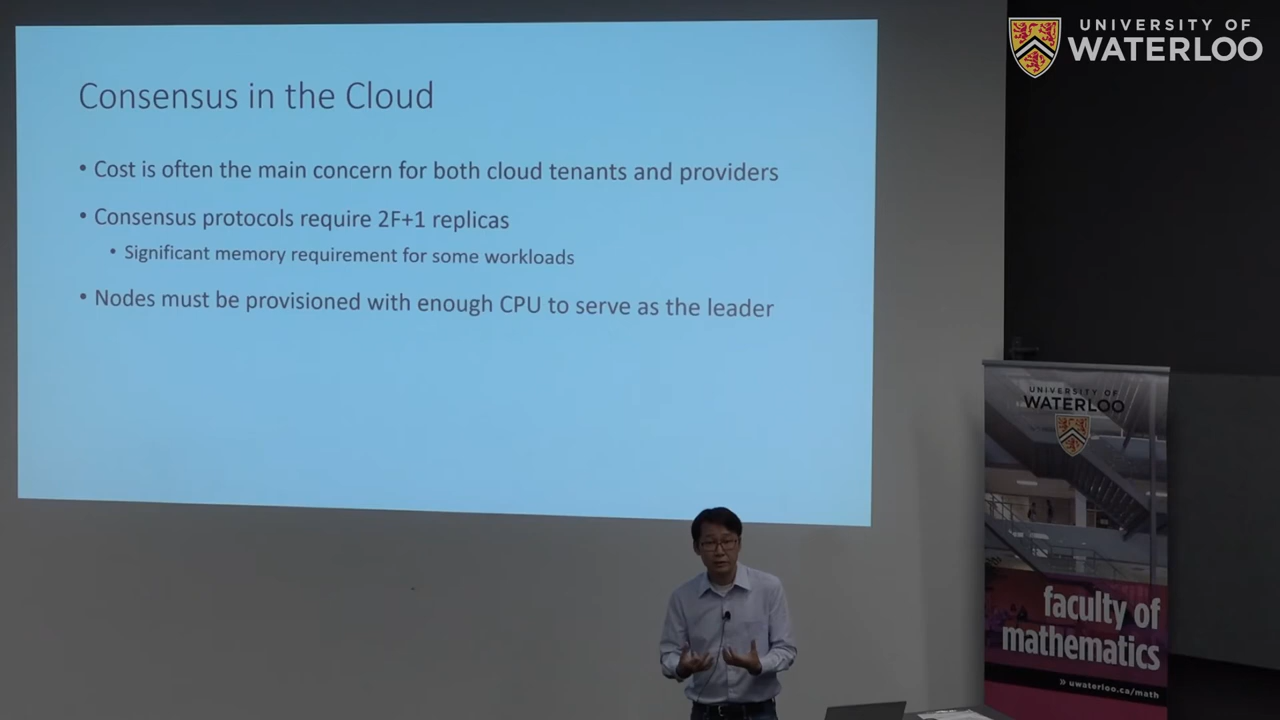 UNIVERSITY OF
WATERLOO
Consensus in the Cloud
• Cost is often the main concern for both cloud tenants and providers
• Consensus protocols require 2F+1 replicas
• Significant memory requirement for some workloads
• Nodes must be provisioned with enough CPU to serve as the leader
UNIVERSITY OF
WATERLOO
faculty of
mathematics
» uwaterloo.ca/math